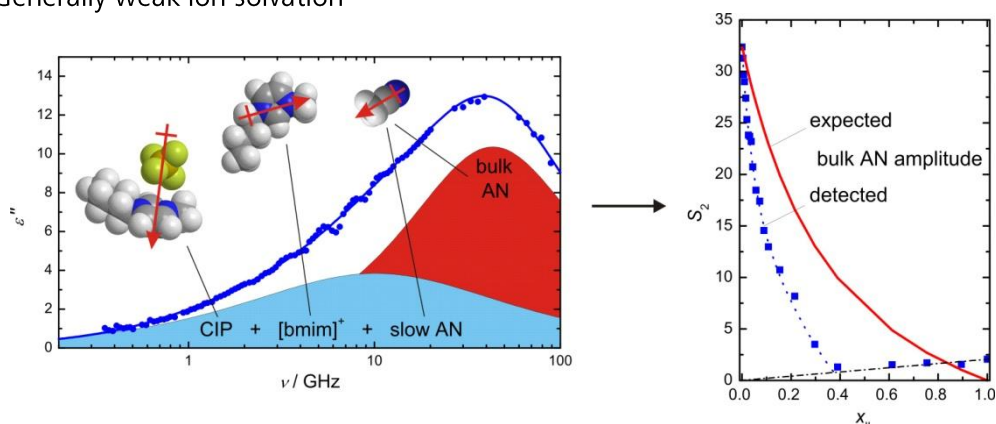 Generally weak ion solvation
14
12
10
8
6
4
2
0
ε"
bulk
AN
CIP + [bmim]⁺ + slow AN
1
10
100
ν / GHz
35
30
25
20
15
10
5
0
S₂
expected
bulk AN amplitude
detected
0.0
0.2
0.4
0.6
0.8
1.0